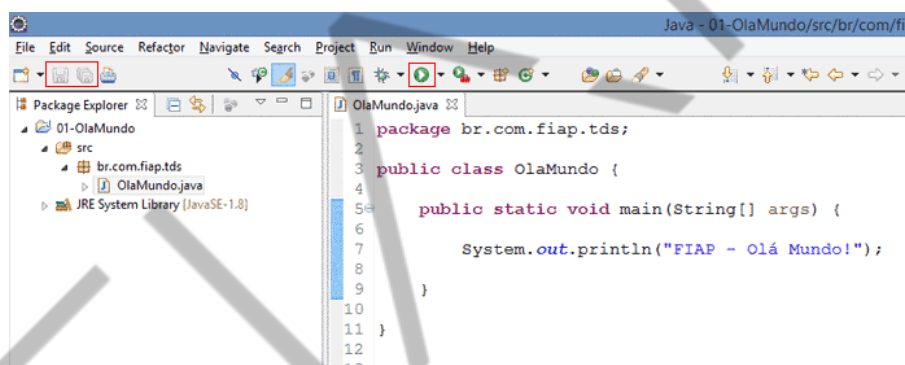 Java - 01-OlaMundo/src/br/com/fi
File Edit Source Refactor Navigate Search Project Run Window Help
Package Explorer
01-OlaMundo
src
br.com.fiap.tds
OlaMundo.java
JRE System Library [JavaSE-1.8]
OlaMundo.java
1 package br.com.fiap.tds;
2
3 public class OlaMundo {
4
5 public static void main(String[] args) {
6
7 System.out.println("FIAP - Olá Mundo!");
8
9 }
10
11 }
12